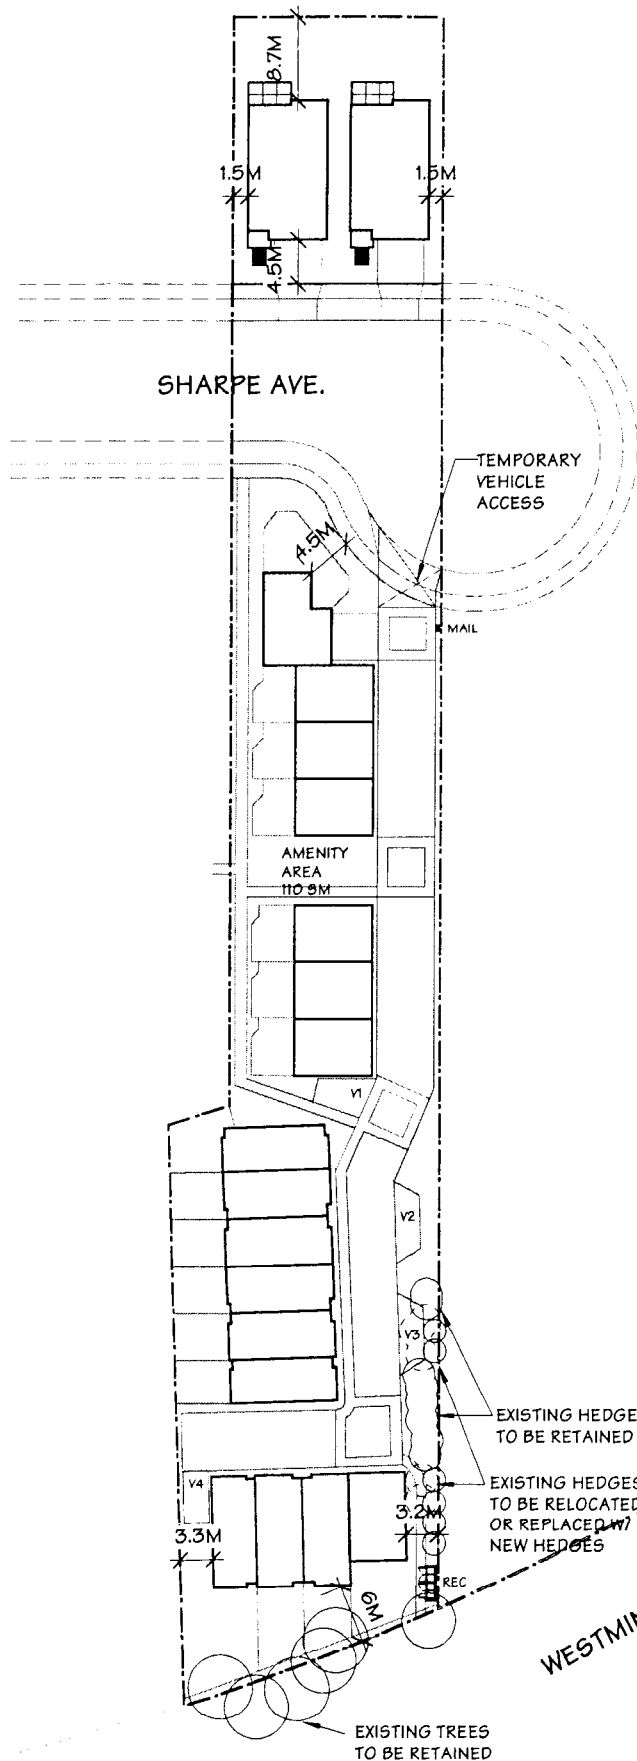 8.7M
1.5M
1.5M
4.5M
SHARPE AVE.
TEMPORARY
VEHICLE
ACCESS
4.5M
MAIL
AMENITY
AREA
110 SM
V1
V2
V3
EXISTING HEDGE
TO BE RETAINED
V4
EXISTING HEDGES
TO BE RELOCATED
OR REPLACED W/
NEW HEDGES
3.2M
3.3M
REC
6M
WESTMIN
EXISTING TREES
TO BE RETAINED